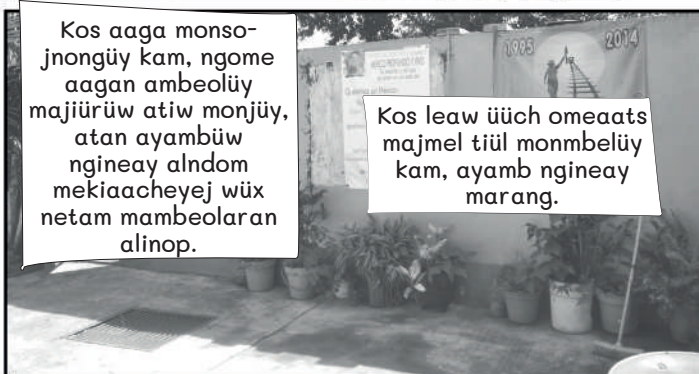 Kos aaga monso-
jnongüy kam, ngome
aagan ambeolüy
majiürüw atiw monjüy,
atan ayambüw
ngineay alndom
mekiaacheyej wüx
netam mambeolaran
alinop.
Kos leaw üüch omeaats
majmel tiül monmbelüy
kam, ayamb ngineay
marang.
1985 2014